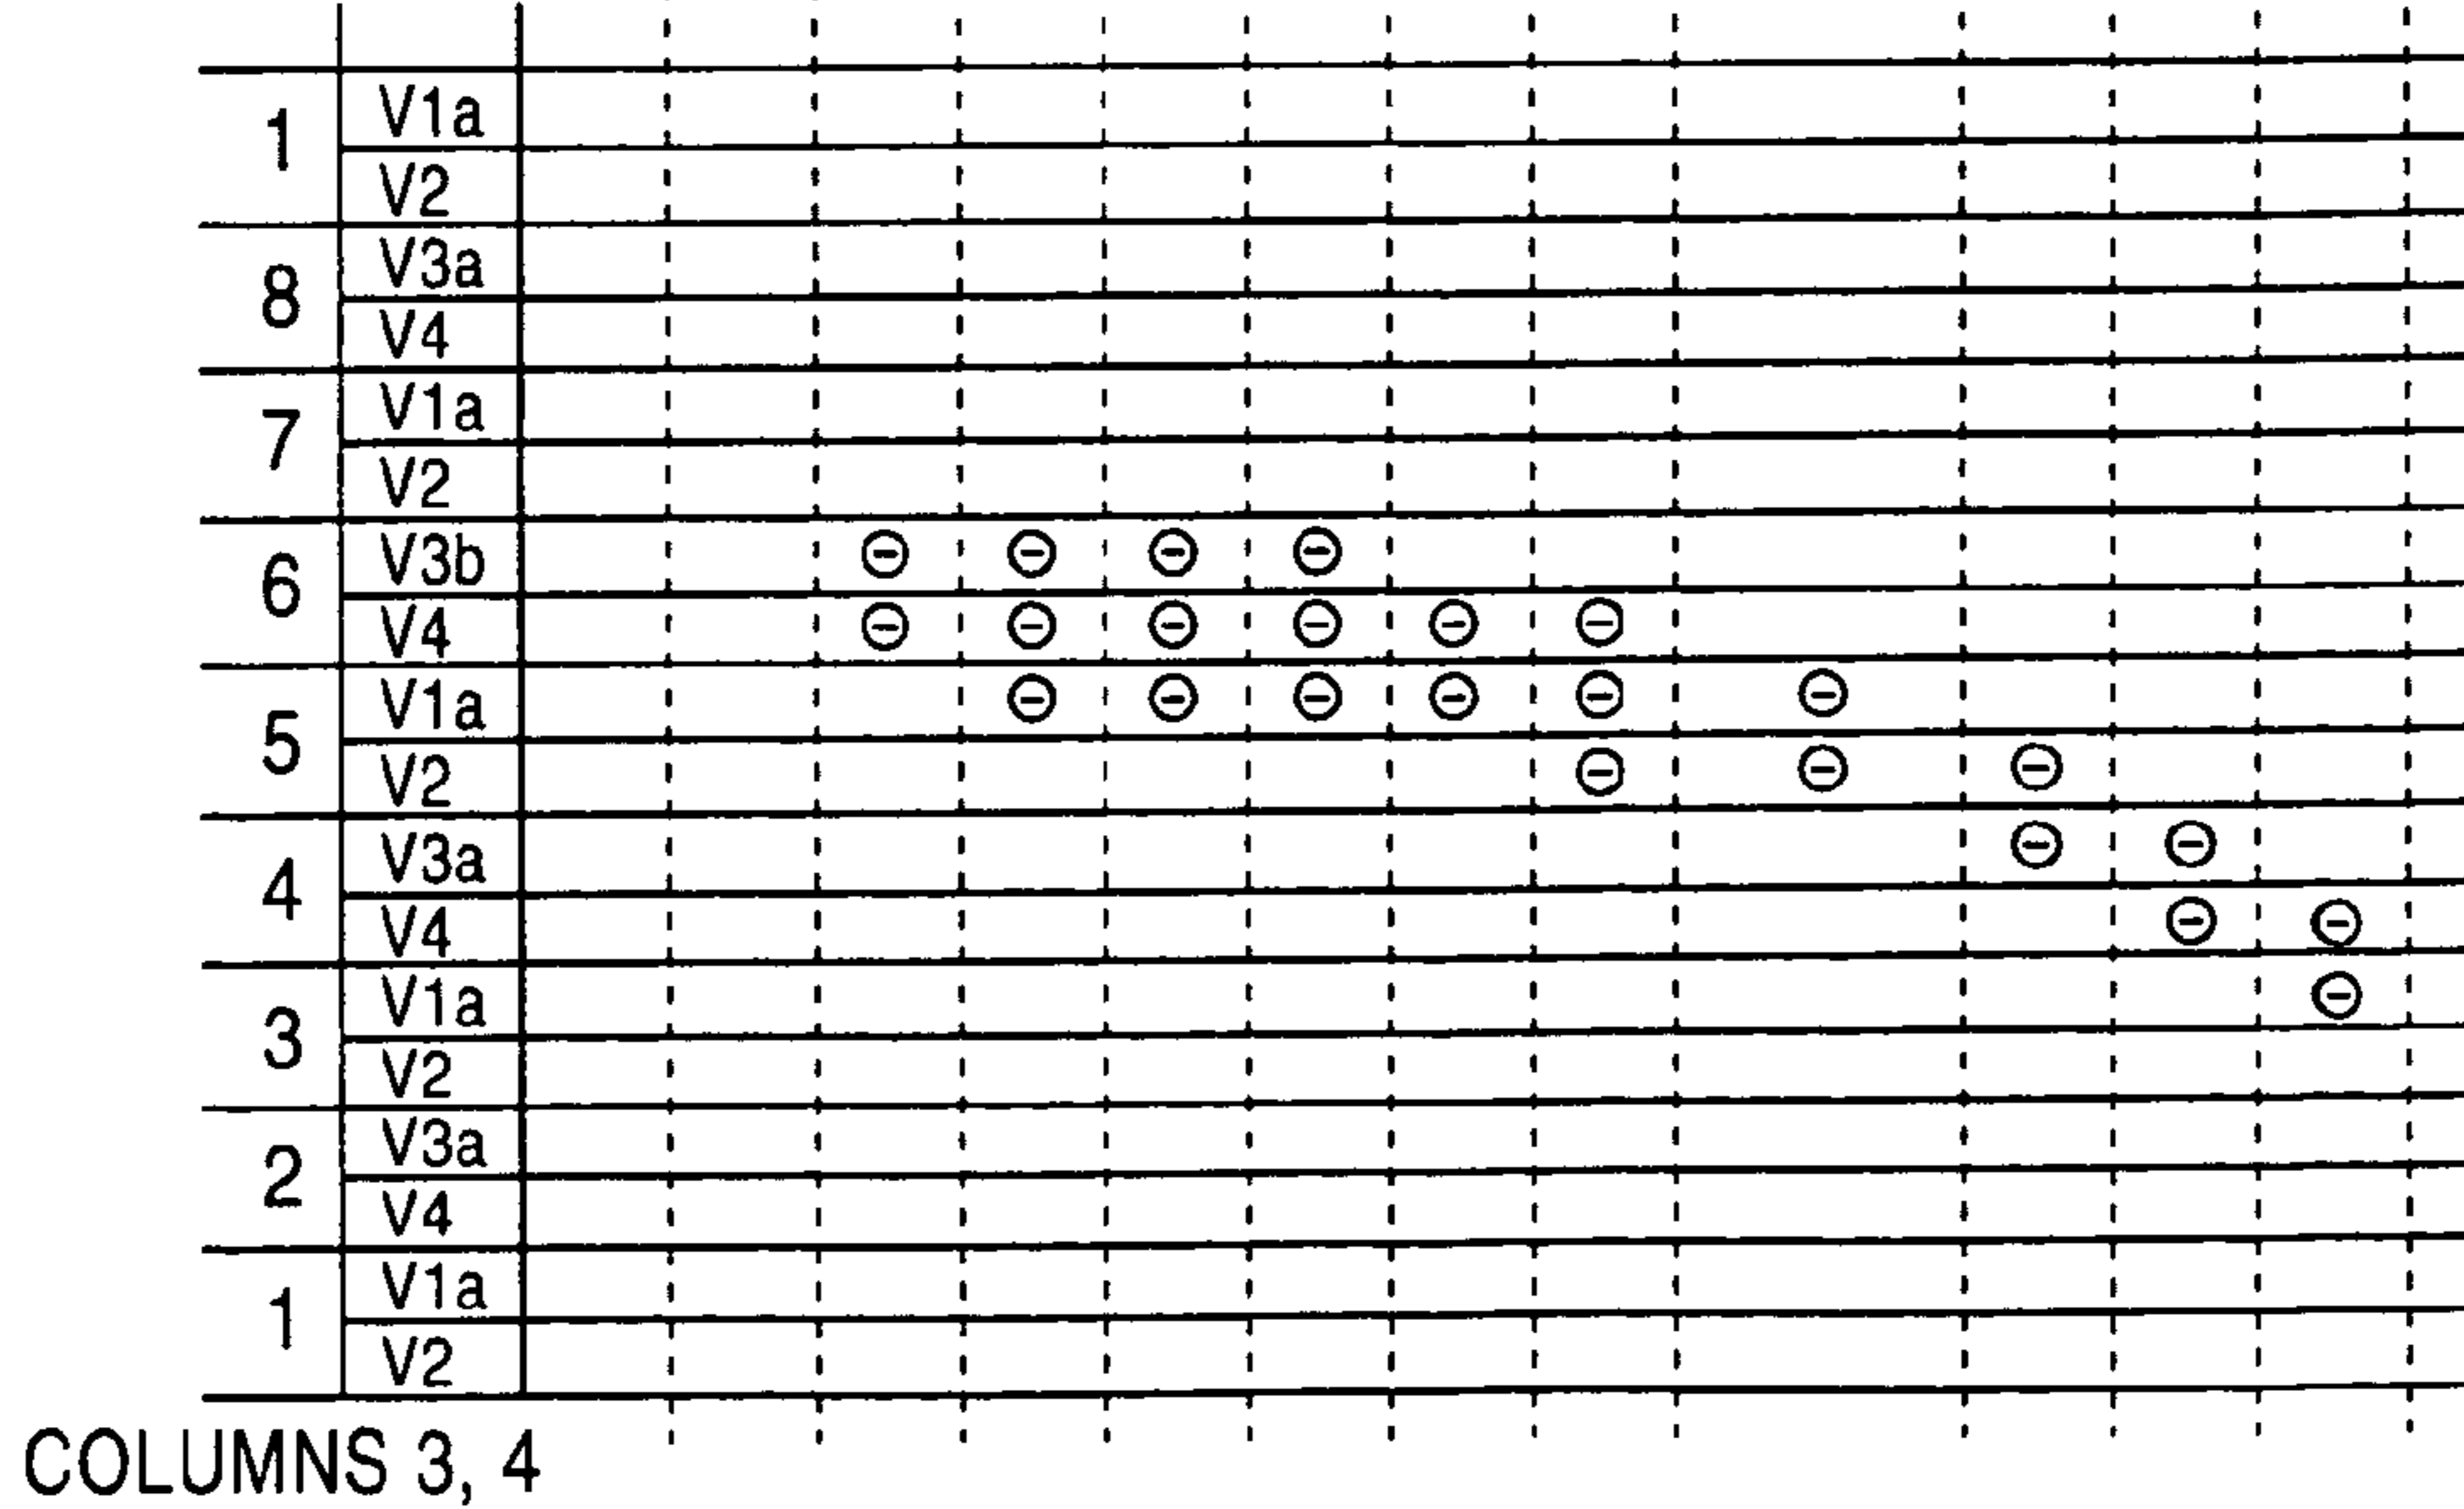 1 V1a
V2
8 V3a
V4
7 V1a
V2
6 V3b
V4
5 V1a
V2
4 V3a
V4
3 V1a
V2
2 V3a
V4
1 V1a
V2
COLUMNS 3, 4